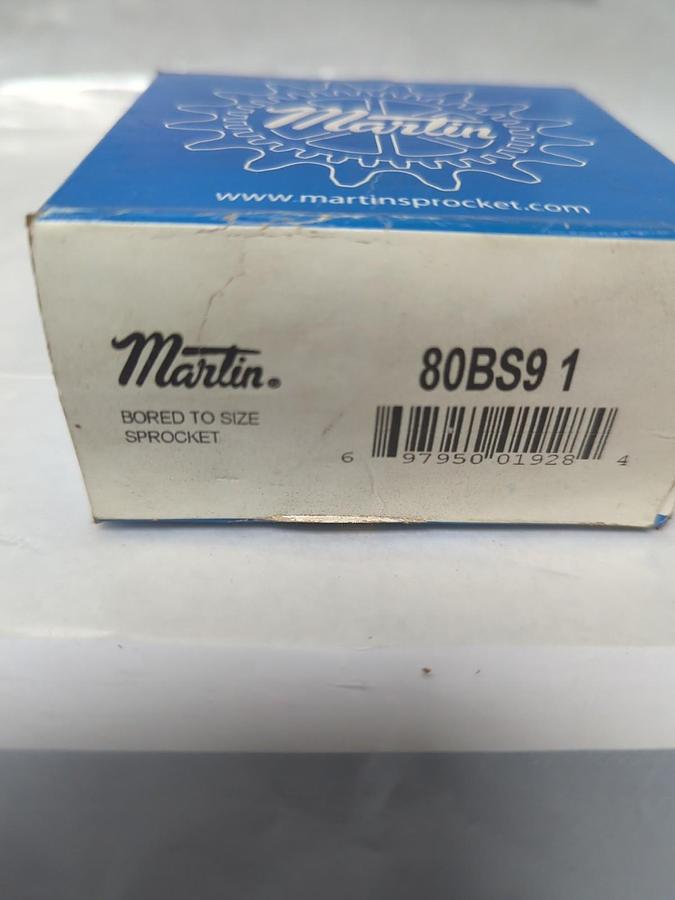 Martin
www.martinsprocket.com
Martin®
80BS9 1
BORED TO SIZE
SPROCKET
6 97950 01928 4